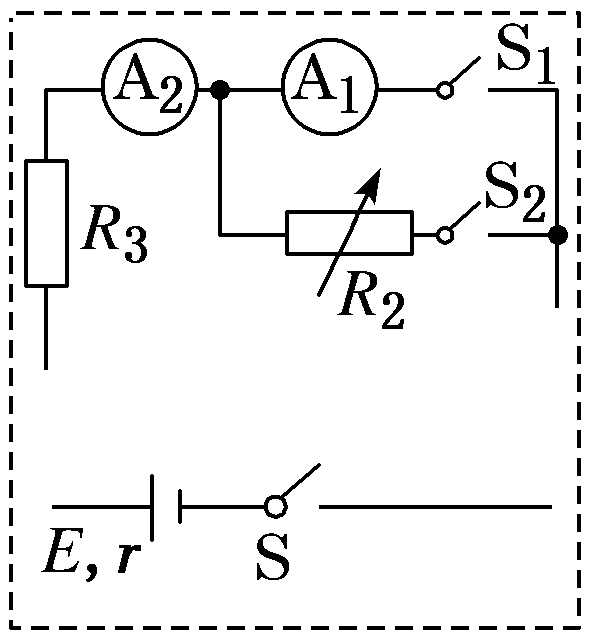 A₂ A₁ S₁
R₃ S₂
R₂
E, r S